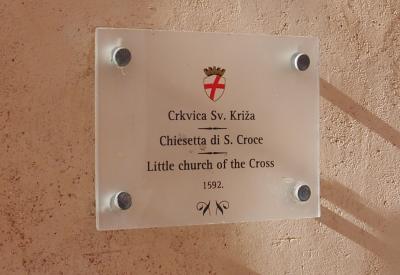 Crkvica Sv. Križa
Chiesetta di S. Croce
Little church of the Cross
1592.